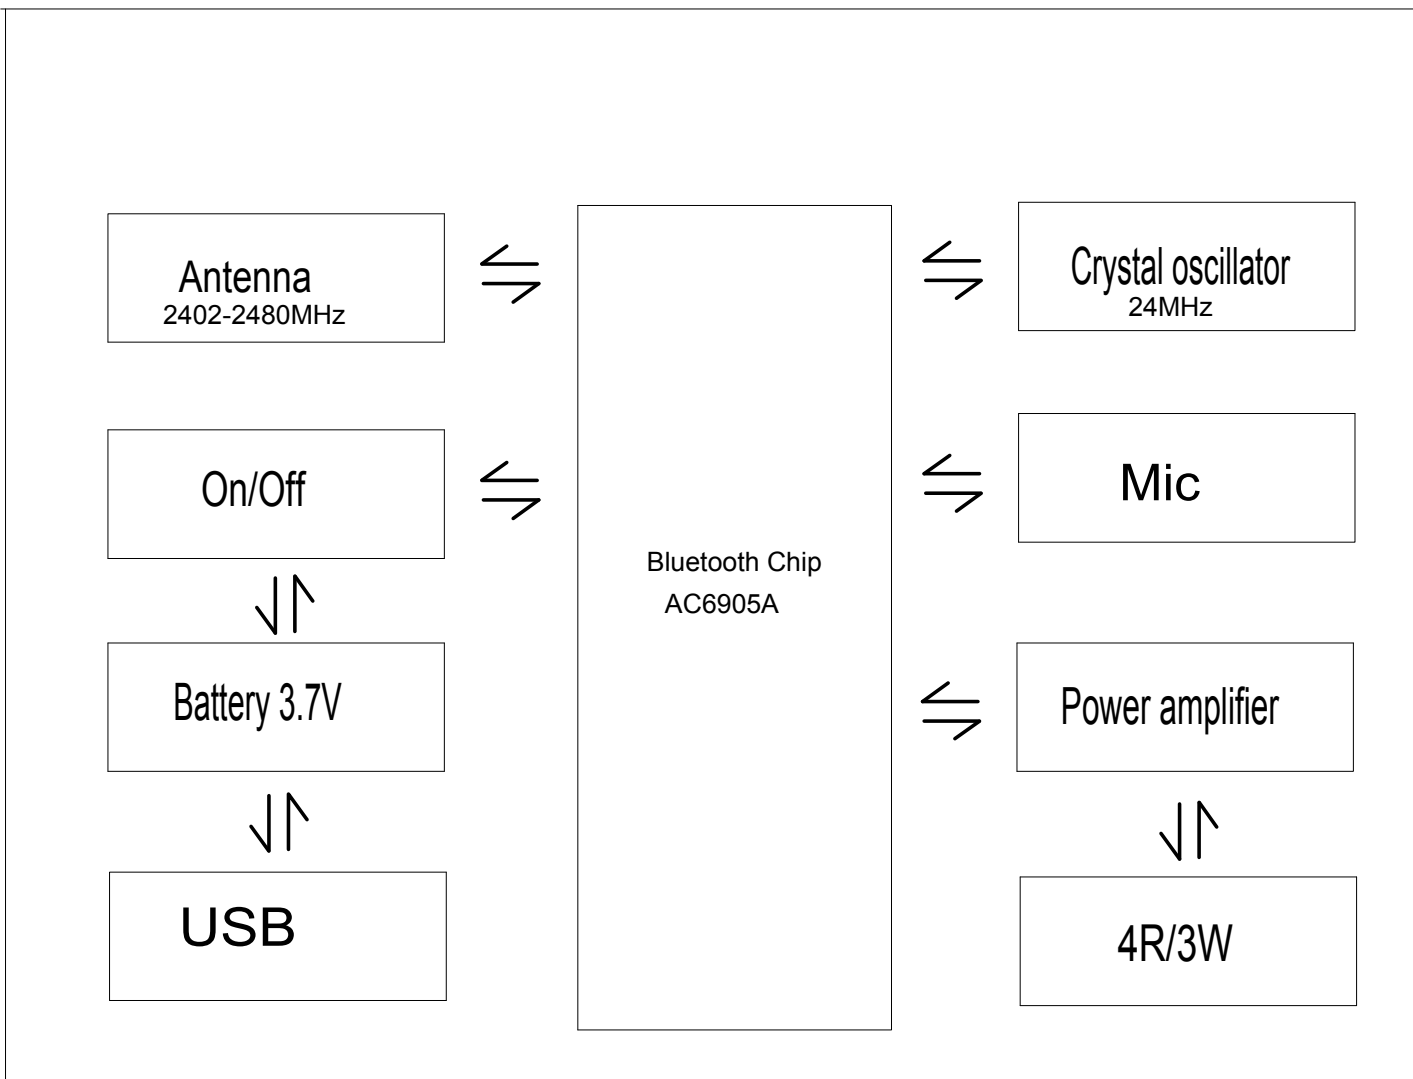 Antenna
2402-2480MHz
Crystal oscillator
24MHz
On/Off
Mic
Bluetooth Chip
AC6905A
Battery 3.7V
Power amplifier
USB
4R/3W